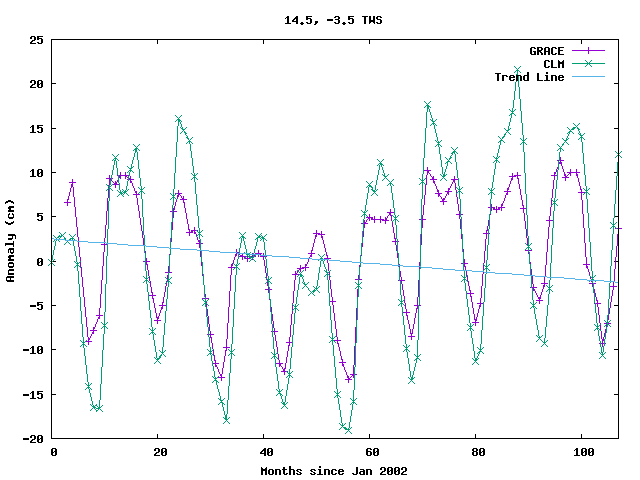 14.5, -3.5 TWS
GRACE
CLM
Trend Line
25
20
15
10
5
0
-5
-10
-15
-20
Anomaly (cm)
0 20 40 60 80 100
Months since Jan 2002